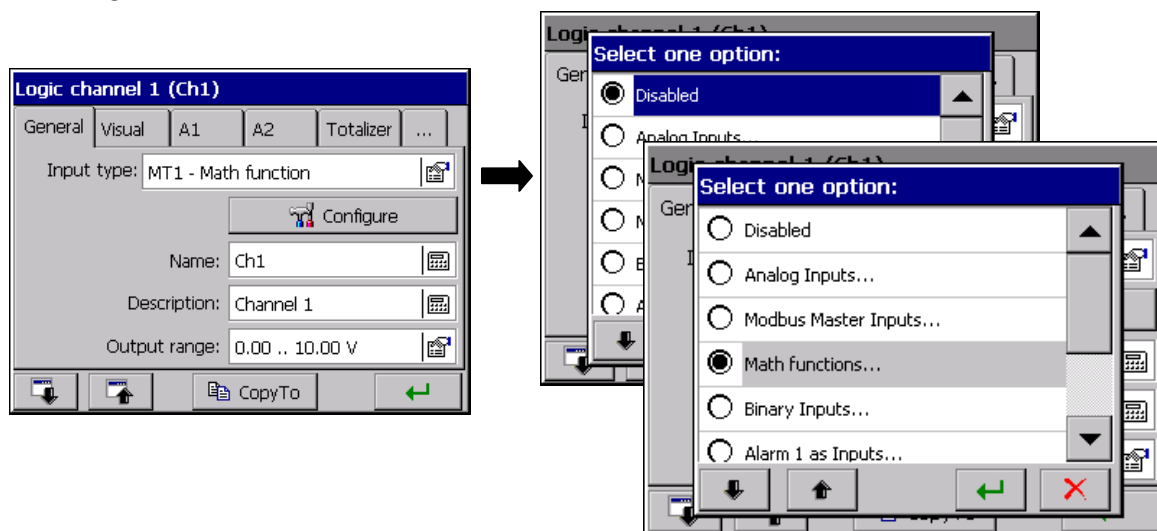 Logic channel 1 (Ch1)
General Visual A1 A2 Totalizer ...
Input type: MT1 - Math function
Configure
Name: Ch1
Description: Channel 1
Output range: 0.00 .. 10.00 V
CopyTo
Select one option:
Disabled
Analog Inputs...
Logic channel 1 (Ch1)
Select one option:
Disabled
Analog Inputs...
Modbus Master Inputs...
Math functions...
Binary Inputs...
Alarm 1 as Inputs...